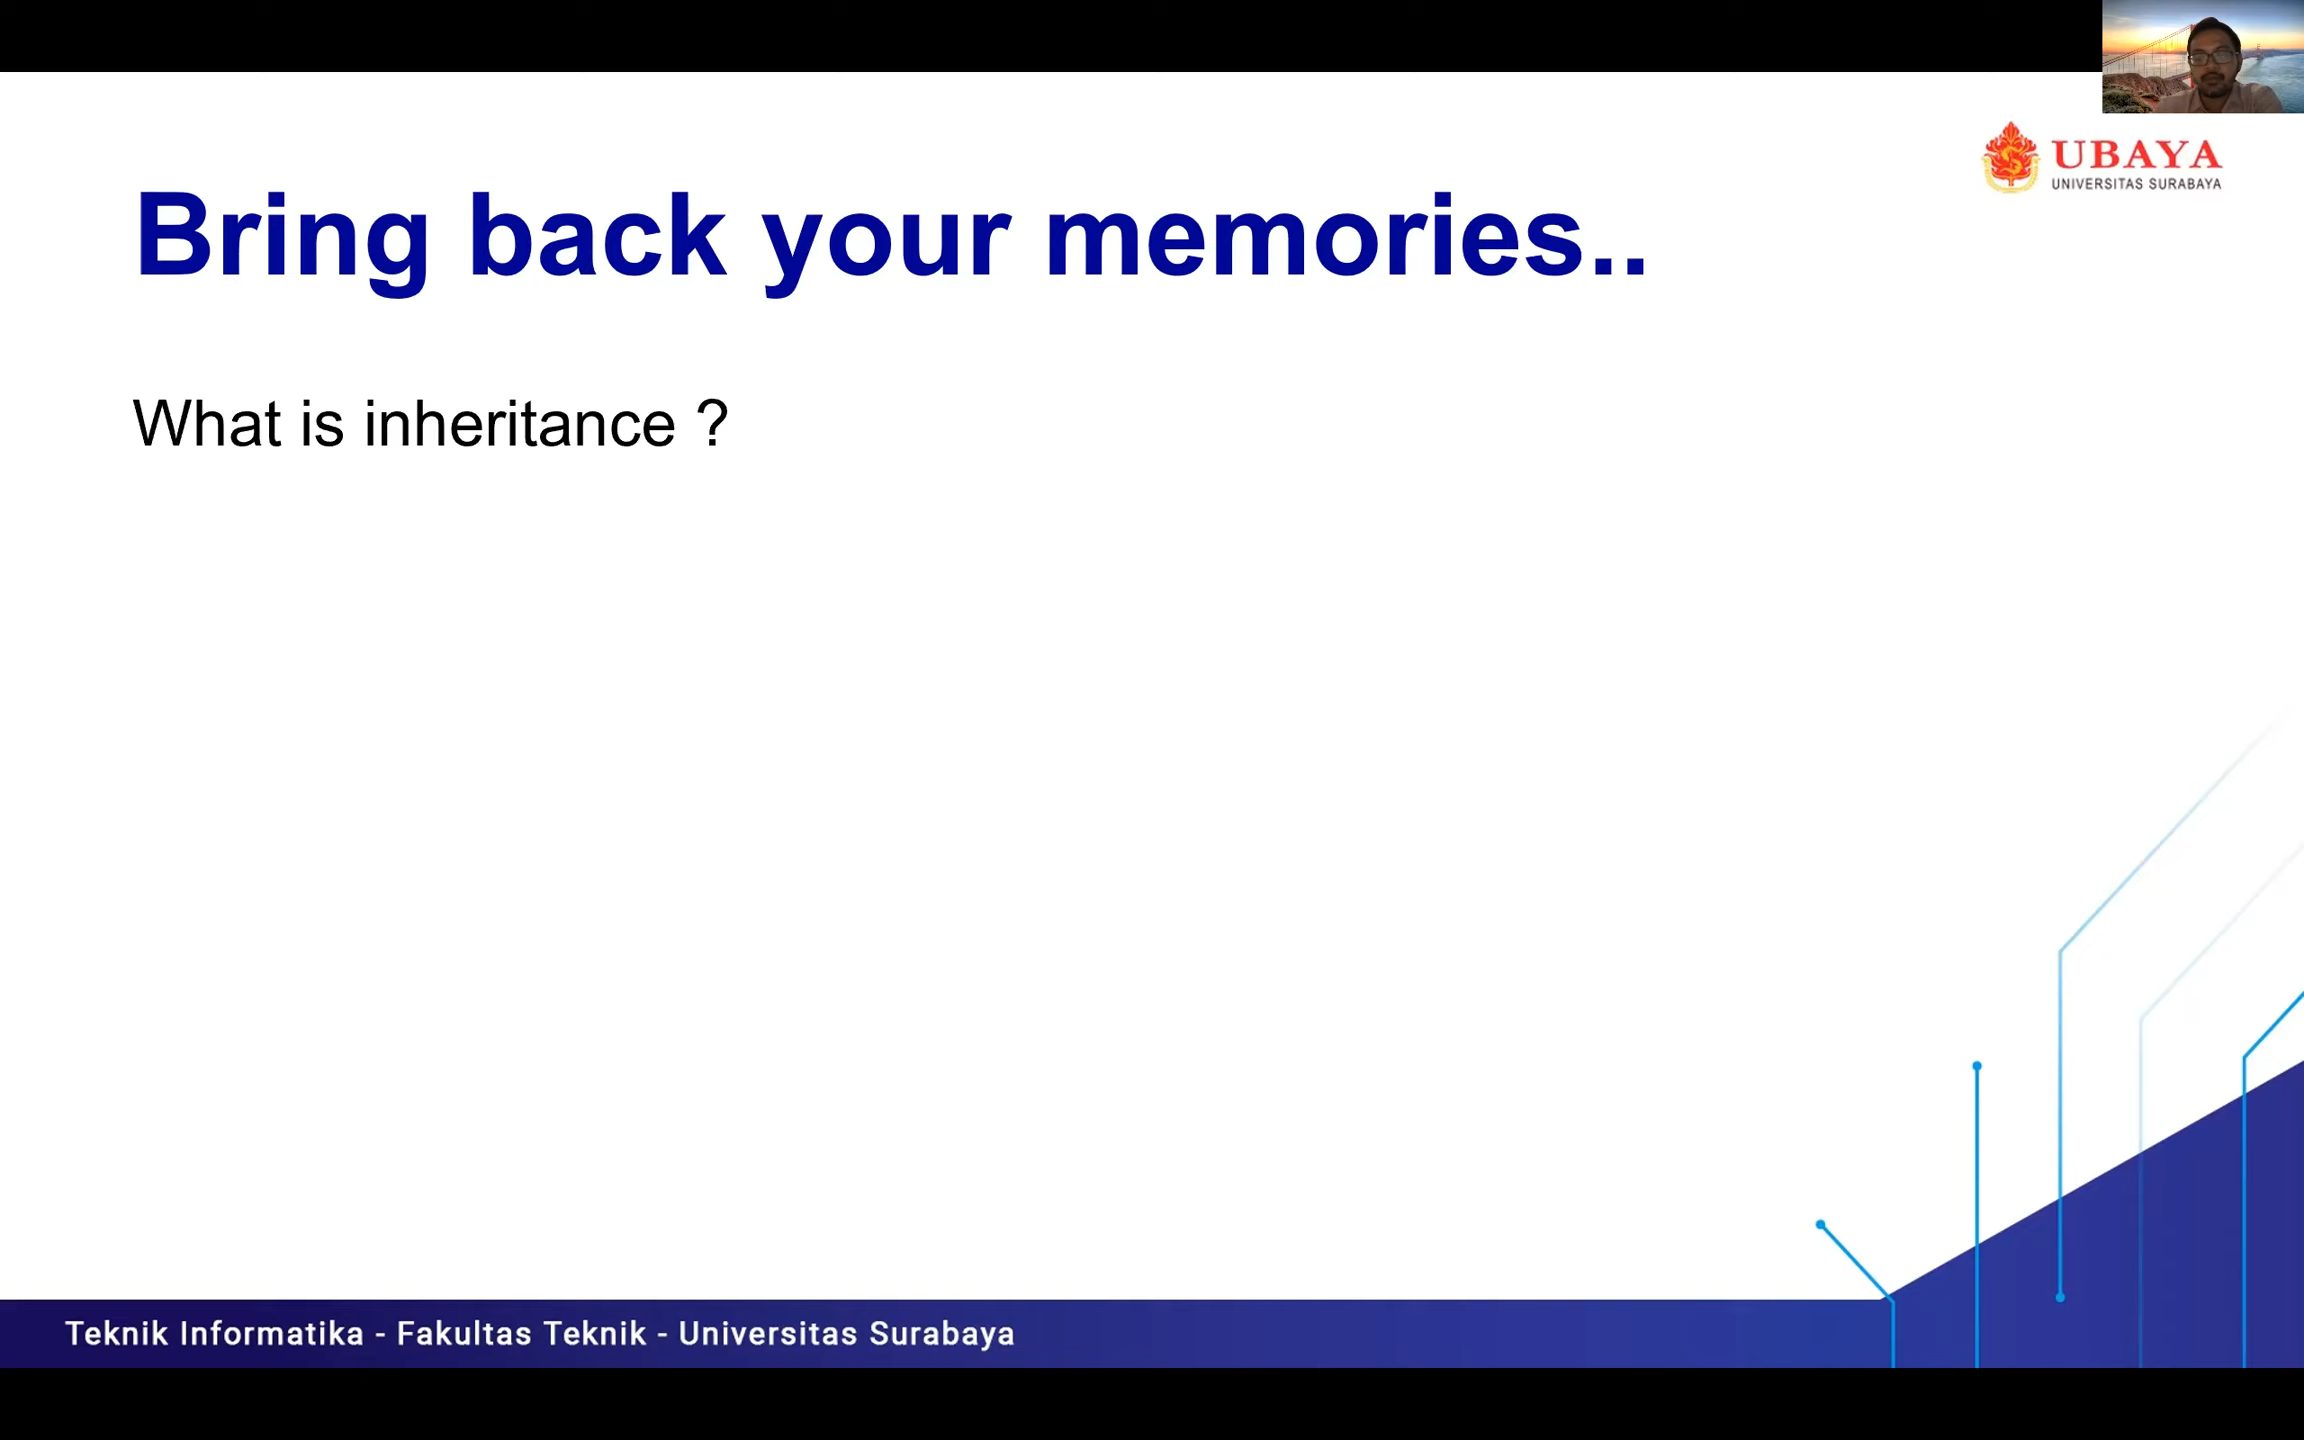 UBAYA
UNIVERSITAS SURABAYA
Bring back your memories..
What is inheritance ?
Teknik Informatika - Fakultas Teknik - Universitas Surabaya